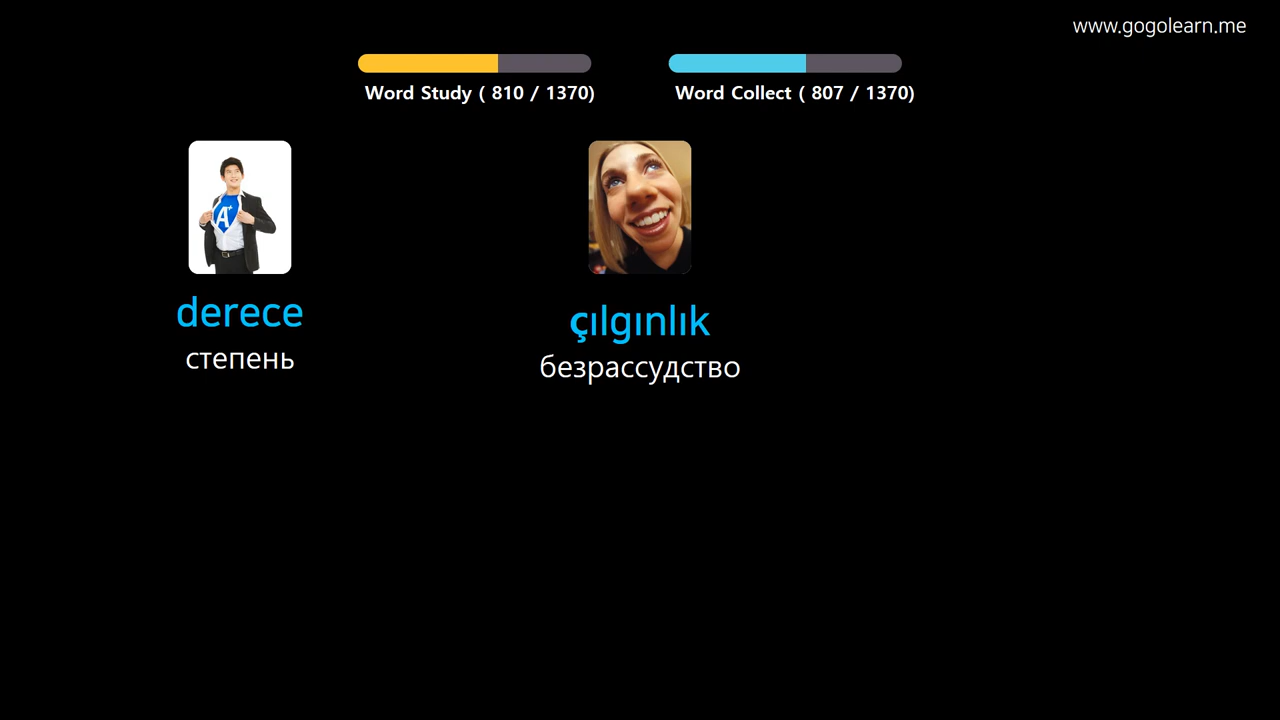 www.gogolearn.me
Word Study ( 810 / 1370)
Word Collect ( 807 / 1370)
A+
derece
степень
çılgınlık
безрассудство